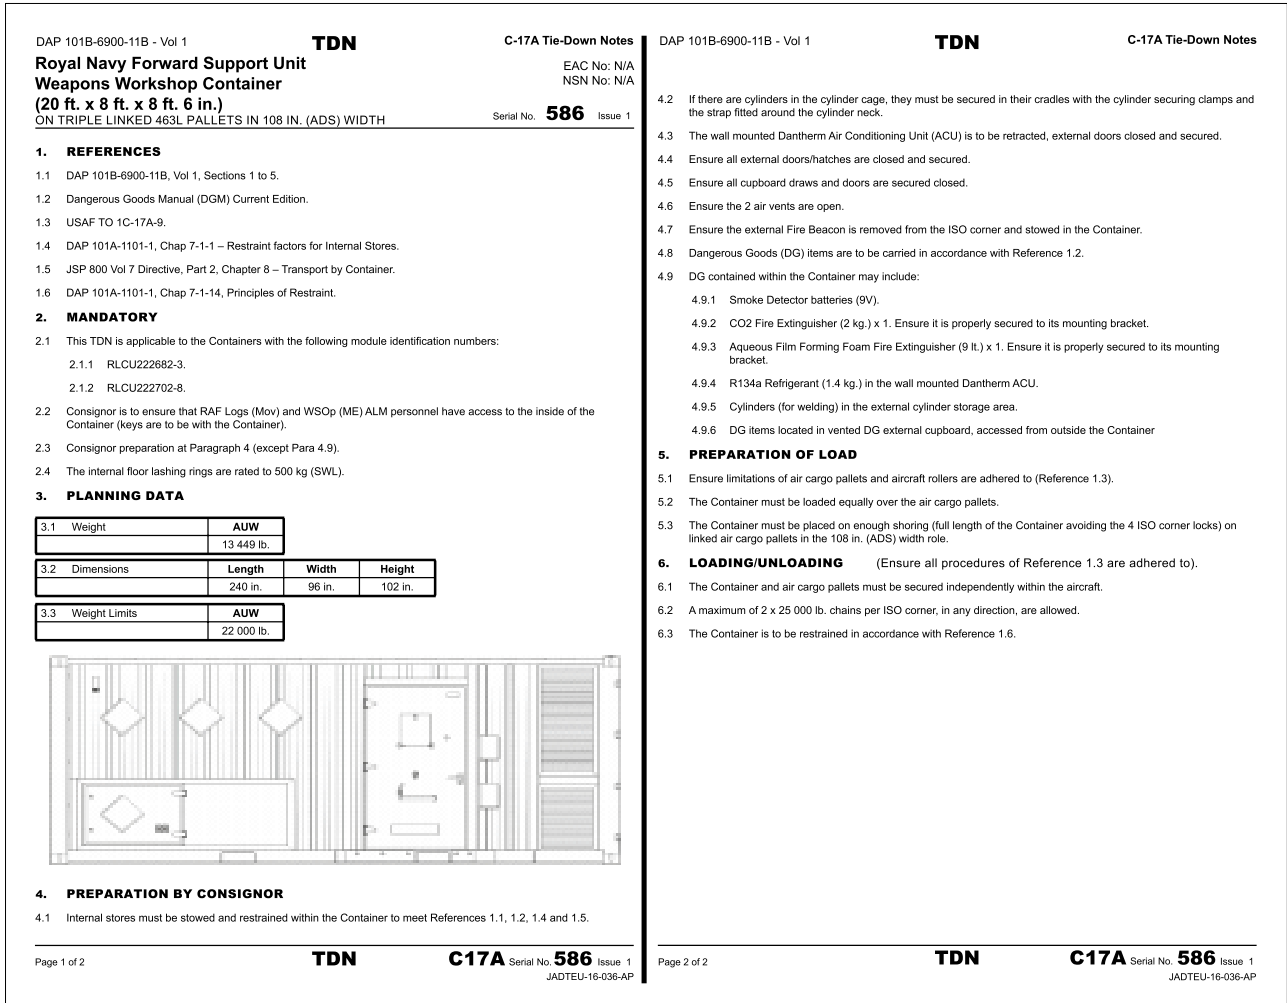 DAP 101B-6900-11B - Vol 1
TDN
C-17A Tie-Down Notes
Royal Navy Forward Support Unit
Weapons Workshop Container
(20 ft. x 8 ft. x 8 ft. 6 in.)
ON TRIPLE LINKED 463L PALLETS IN 108 IN. (ADS) WIDTH
EAC No: N/A
NSN No: N/A
Serial No. 586 Issue 1
1. REFERENCES
1.1 DAP 101B-6900-11B, Vol 1, Sections 1 to 5.
1.2 Dangerous Goods Manual (DGM) Current Edition.
1.3 USAF TO 1C-17A-9.
1.4 DAP 101A-1101-1, Chap 7-1-1 – Restraint factors for Internal Stores.
1.5 JSP 800 Vol 7 Directive, Part 2, Chapter 8 – Transport by Container.
1.6 DAP 101A-1101-1, Chap 7-1-14, Principles of Restraint.
2. MANDATORY
2.1 This TDN is applicable to the Containers with the following module identification numbers:
2.1.1 RLCU222682-3.
2.1.2 RLCU222702-8.
2.2 Consignor is to ensure that RAF Logs (Mov) and WSOp (ME) ALM personnel have access to the inside of the
Container (keys are to be with the Container).
2.3 Consignor preparation at Paragraph 4 (except Para 4.9).
2.4 The internal floor lashing rings are rated to 500 kg (SWL).
3. PLANNING DATA
3.1 Weight AUW
13 449 lb.
3.2 Dimensions Length Width Height
240 in. 96 in. 102 in.
3.3 Weight Limits AUW
22 000 lb.
4. PREPARATION BY CONSIGNOR
4.1 Internal stores must be stowed and restrained within the Container to meet References 1.1, 1.2, 1.4 and 1.5.
Page 1 of 2
TDN
C17A Serial No. 586 Issue 1
JADTEU-16-036-AP
DAP 101B-6900-11B - Vol 1
TDN
C-17A Tie-Down Notes
4.2 If there are cylinders in the cylinder cage, they must be secured in their cradles with the cylinder securing clamps and
the strap fitted around the cylinder neck.
4.3 The wall mounted Dantherm Air Conditioning Unit (ACU) is to be retracted, external doors closed and secured.
4.4 Ensure all external doors/hatches are closed and secured.
4.5 Ensure all cupboard draws and doors are secured closed.
4.6 Ensure the 2 air vents are open.
4.7 Ensure the external Fire Beacon is removed from the ISO corner and stowed in the Container.
4.8 Dangerous Goods (DG) items are to be carried in accordance with Reference 1.2.
4.9 DG contained within the Container may include:
4.9.1 Smoke Detector batteries (9V).
4.9.2 CO2 Fire Extinguisher (2 kg.) x 1. Ensure it is properly secured to its mounting bracket.
4.9.3 Aqueous Film Forming Foam Fire Extinguisher (9 lt.) x 1. Ensure it is properly secured to its mounting
bracket.
4.9.4 R134a Refrigerant (1.4 kg.) in the wall mounted Dantherm ACU.
4.9.5 Cylinders (for welding) in the external cylinder storage area.
4.9.6 DG items located in vented DG external cupboard, accessed from outside the Container
5. PREPARATION OF LOAD
5.1 Ensure limitations of air cargo pallets and aircraft rollers are adhered to (Reference 1.3).
5.2 The Container must be loaded equally over the air cargo pallets.
5.3 The Container must be placed on enough shoring (full length of the Container avoiding the 4 ISO corner locks) on
linked air cargo pallets in the 108 in. (ADS) width role.
6. LOADING/UNLOADING (Ensure all procedures of Reference 1.3 are adhered to).
6.1 The Container and air cargo pallets must be secured independently within the aircraft.
6.2 A maximum of 2 x 25 000 lb. chains per ISO corner, in any direction, are allowed.
6.3 The Container is to be restrained in accordance with Reference 1.6.
Page 2 of 2
TDN
C17A Serial No. 586 Issue 1
JADTEU-16-036-AP